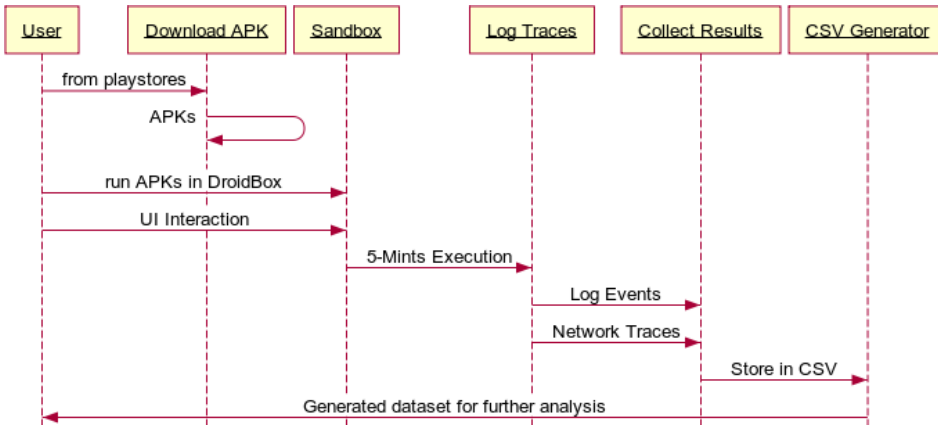 User
Download APK
Sandbox
Log Traces
Collect Results
CSV Generator
from playstores
APKs
run APKs in DroidBox
UI Interaction
5-Mints Execution
Log Events
Network Traces
Store in CSV
Generated dataset for further analysis